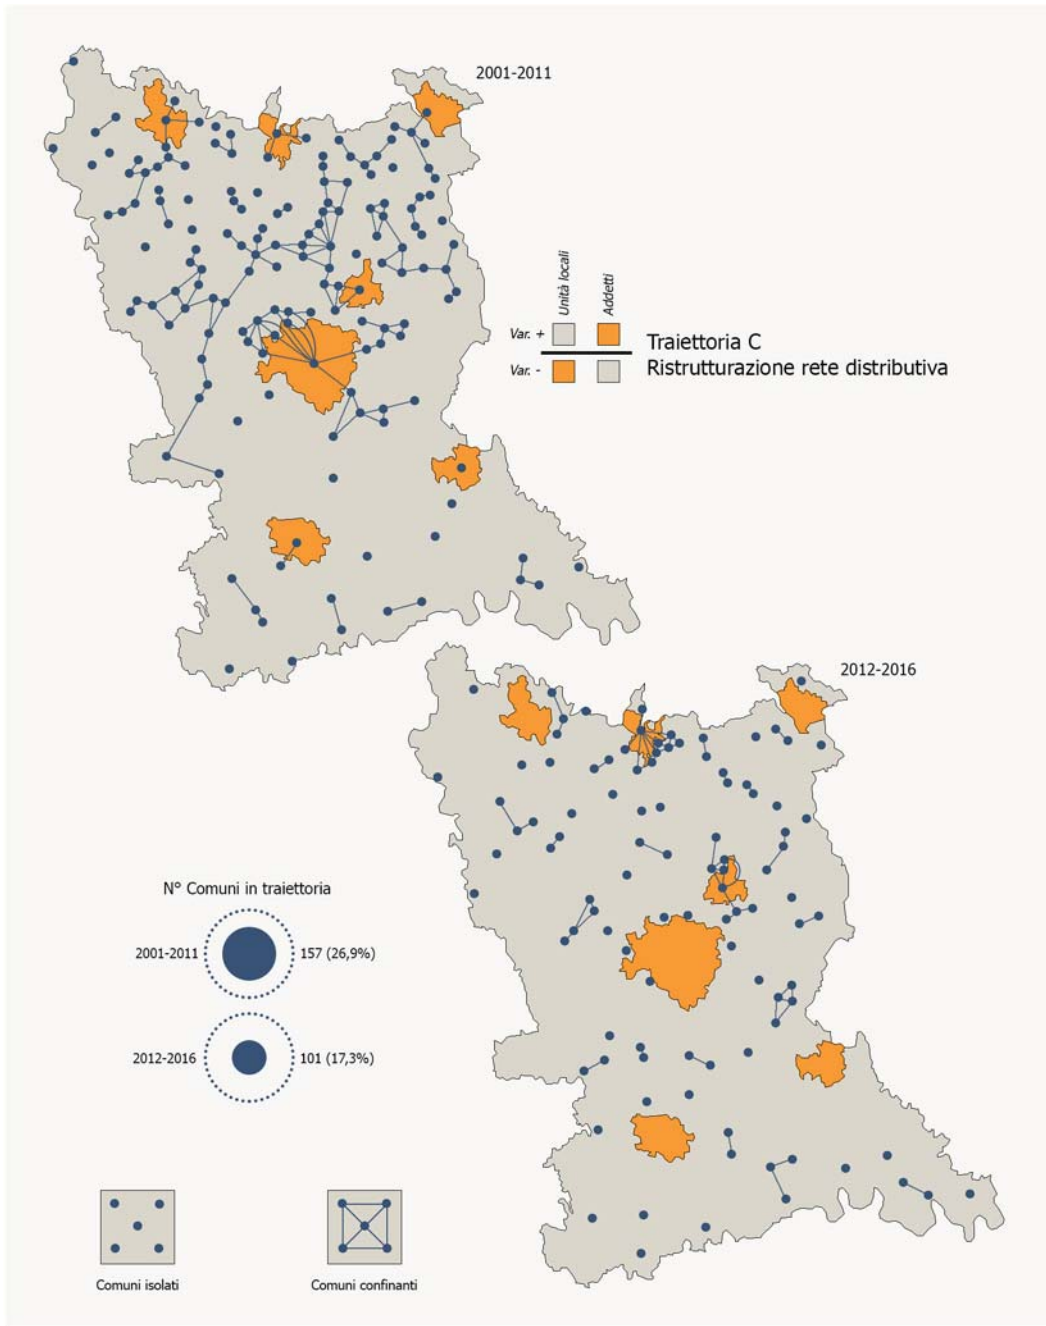 2001-2011
Unità locali
Addetti
Var. +
Var. -
Traiettoria C
Ristrutturazione rete distributiva
2012-2016
N° Comuni in traiettoria
2001-2011
157 (26,9%)
2012-2016
101 (17,3%)
Comuni isolati
Comuni confinanti